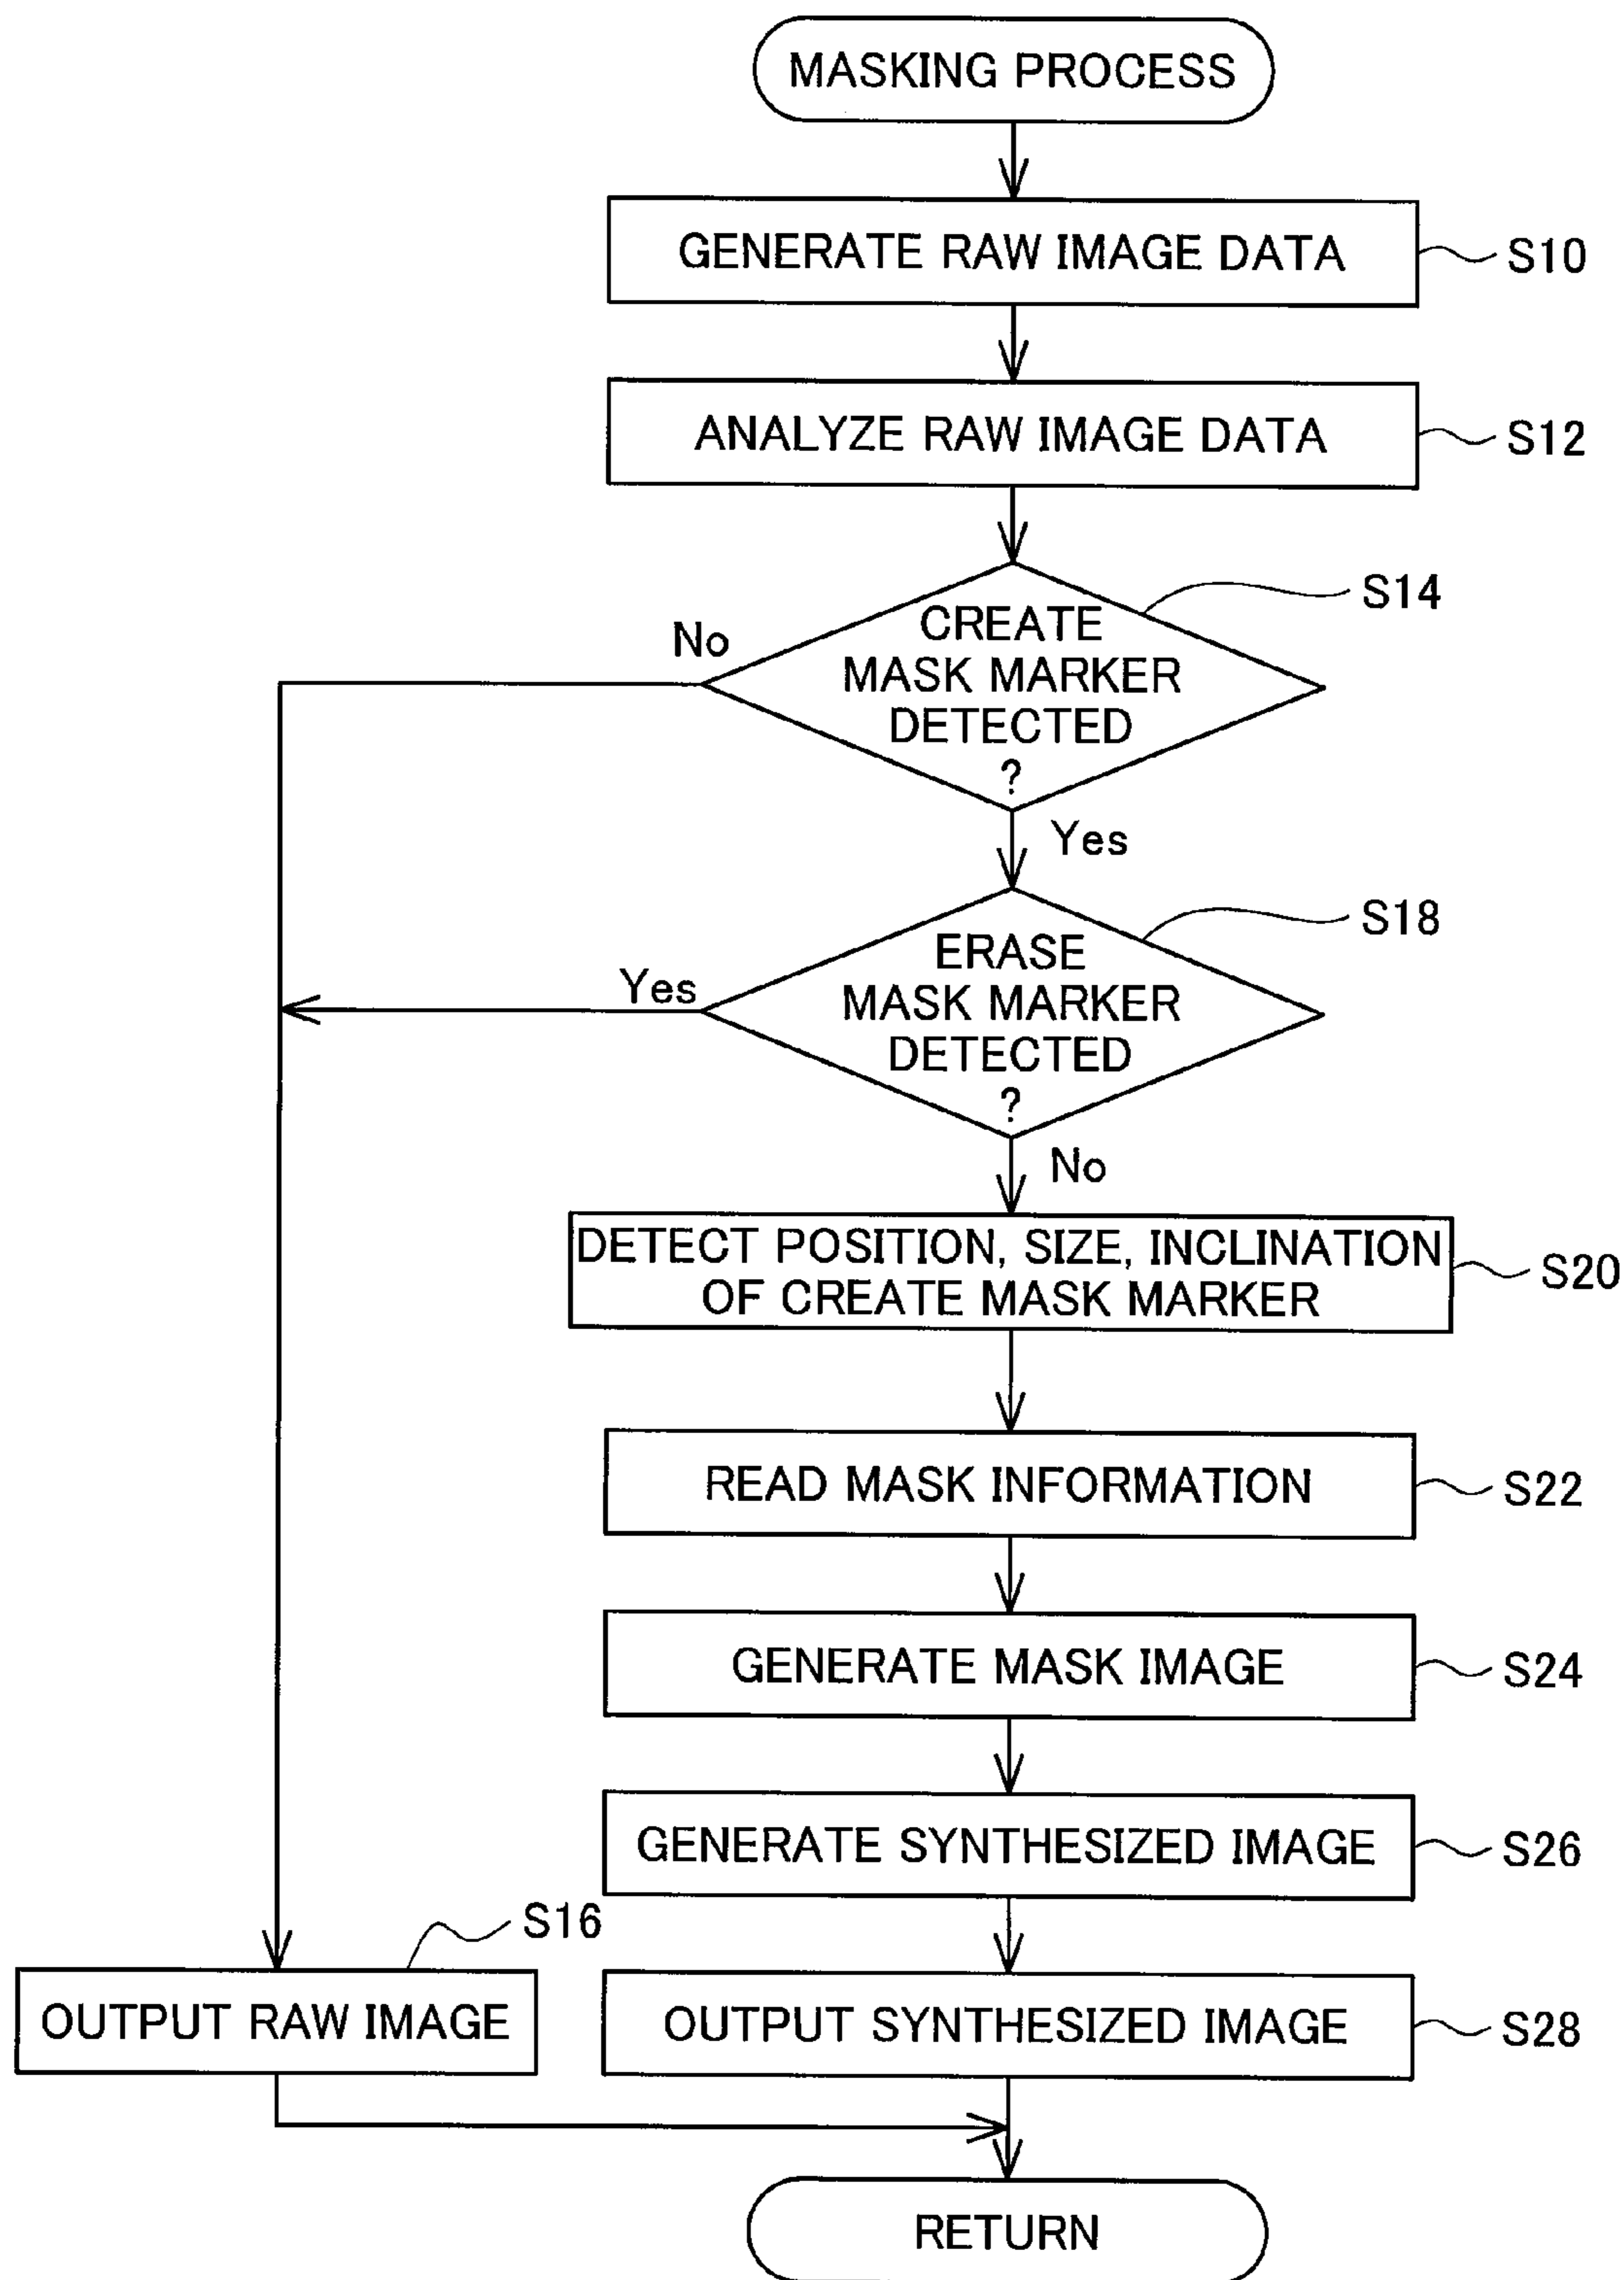 MASKING PROCESS
GENERATE RAW IMAGE DATA
S10
ANALYZE RAW IMAGE DATA
S12
S14
CREATE
MASK MARKER
DETECTED
?
No
Yes
S18
ERASE
MASK MARKER
DETECTED
?
Yes
No
DETECT POSITION, SIZE, INCLINATION
OF CREATE MASK MARKER
S20
READ MASK INFORMATION
S22
GENERATE MASK IMAGE
S24
GENERATE SYNTHESIZED IMAGE
S26
S16
OUTPUT RAW IMAGE
OUTPUT SYNTHESIZED IMAGE
S28
RETURN